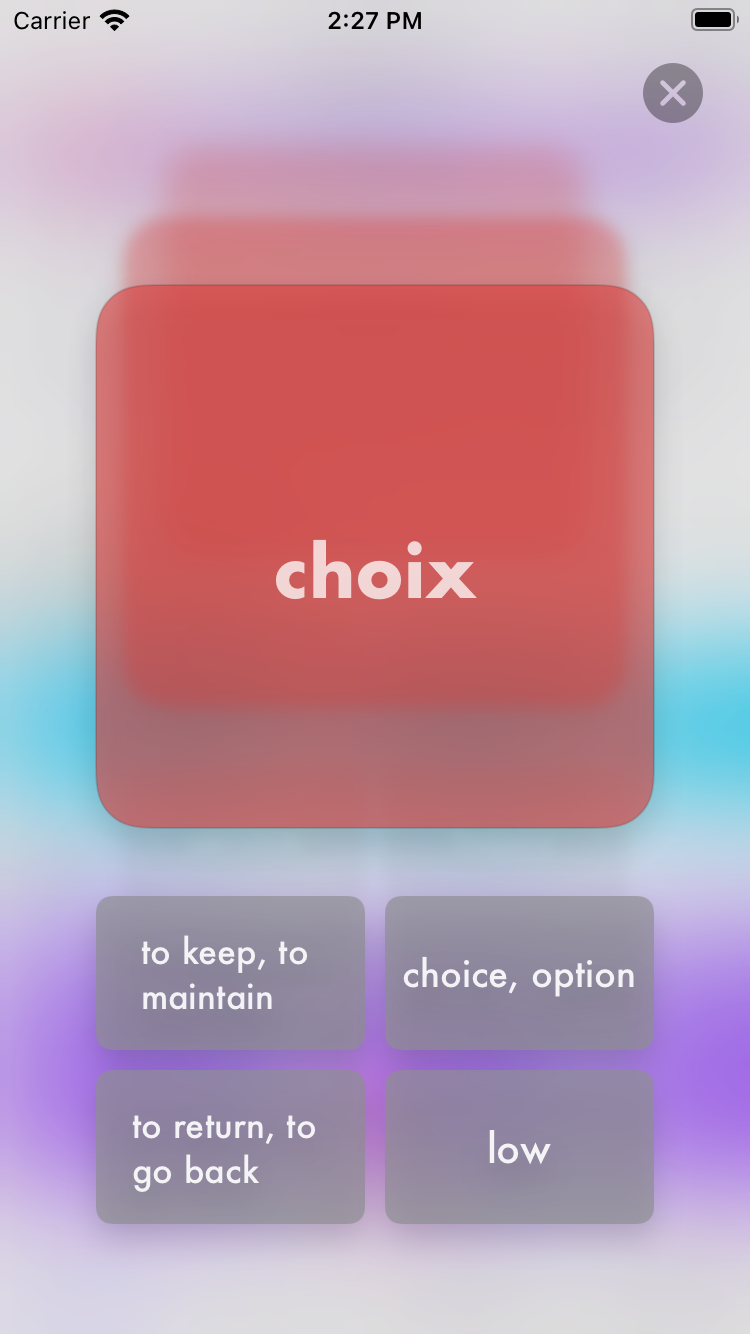 Carrier 2:27 PM
choix
to keep, to
maintain
choice, option
to return, to
go back
low